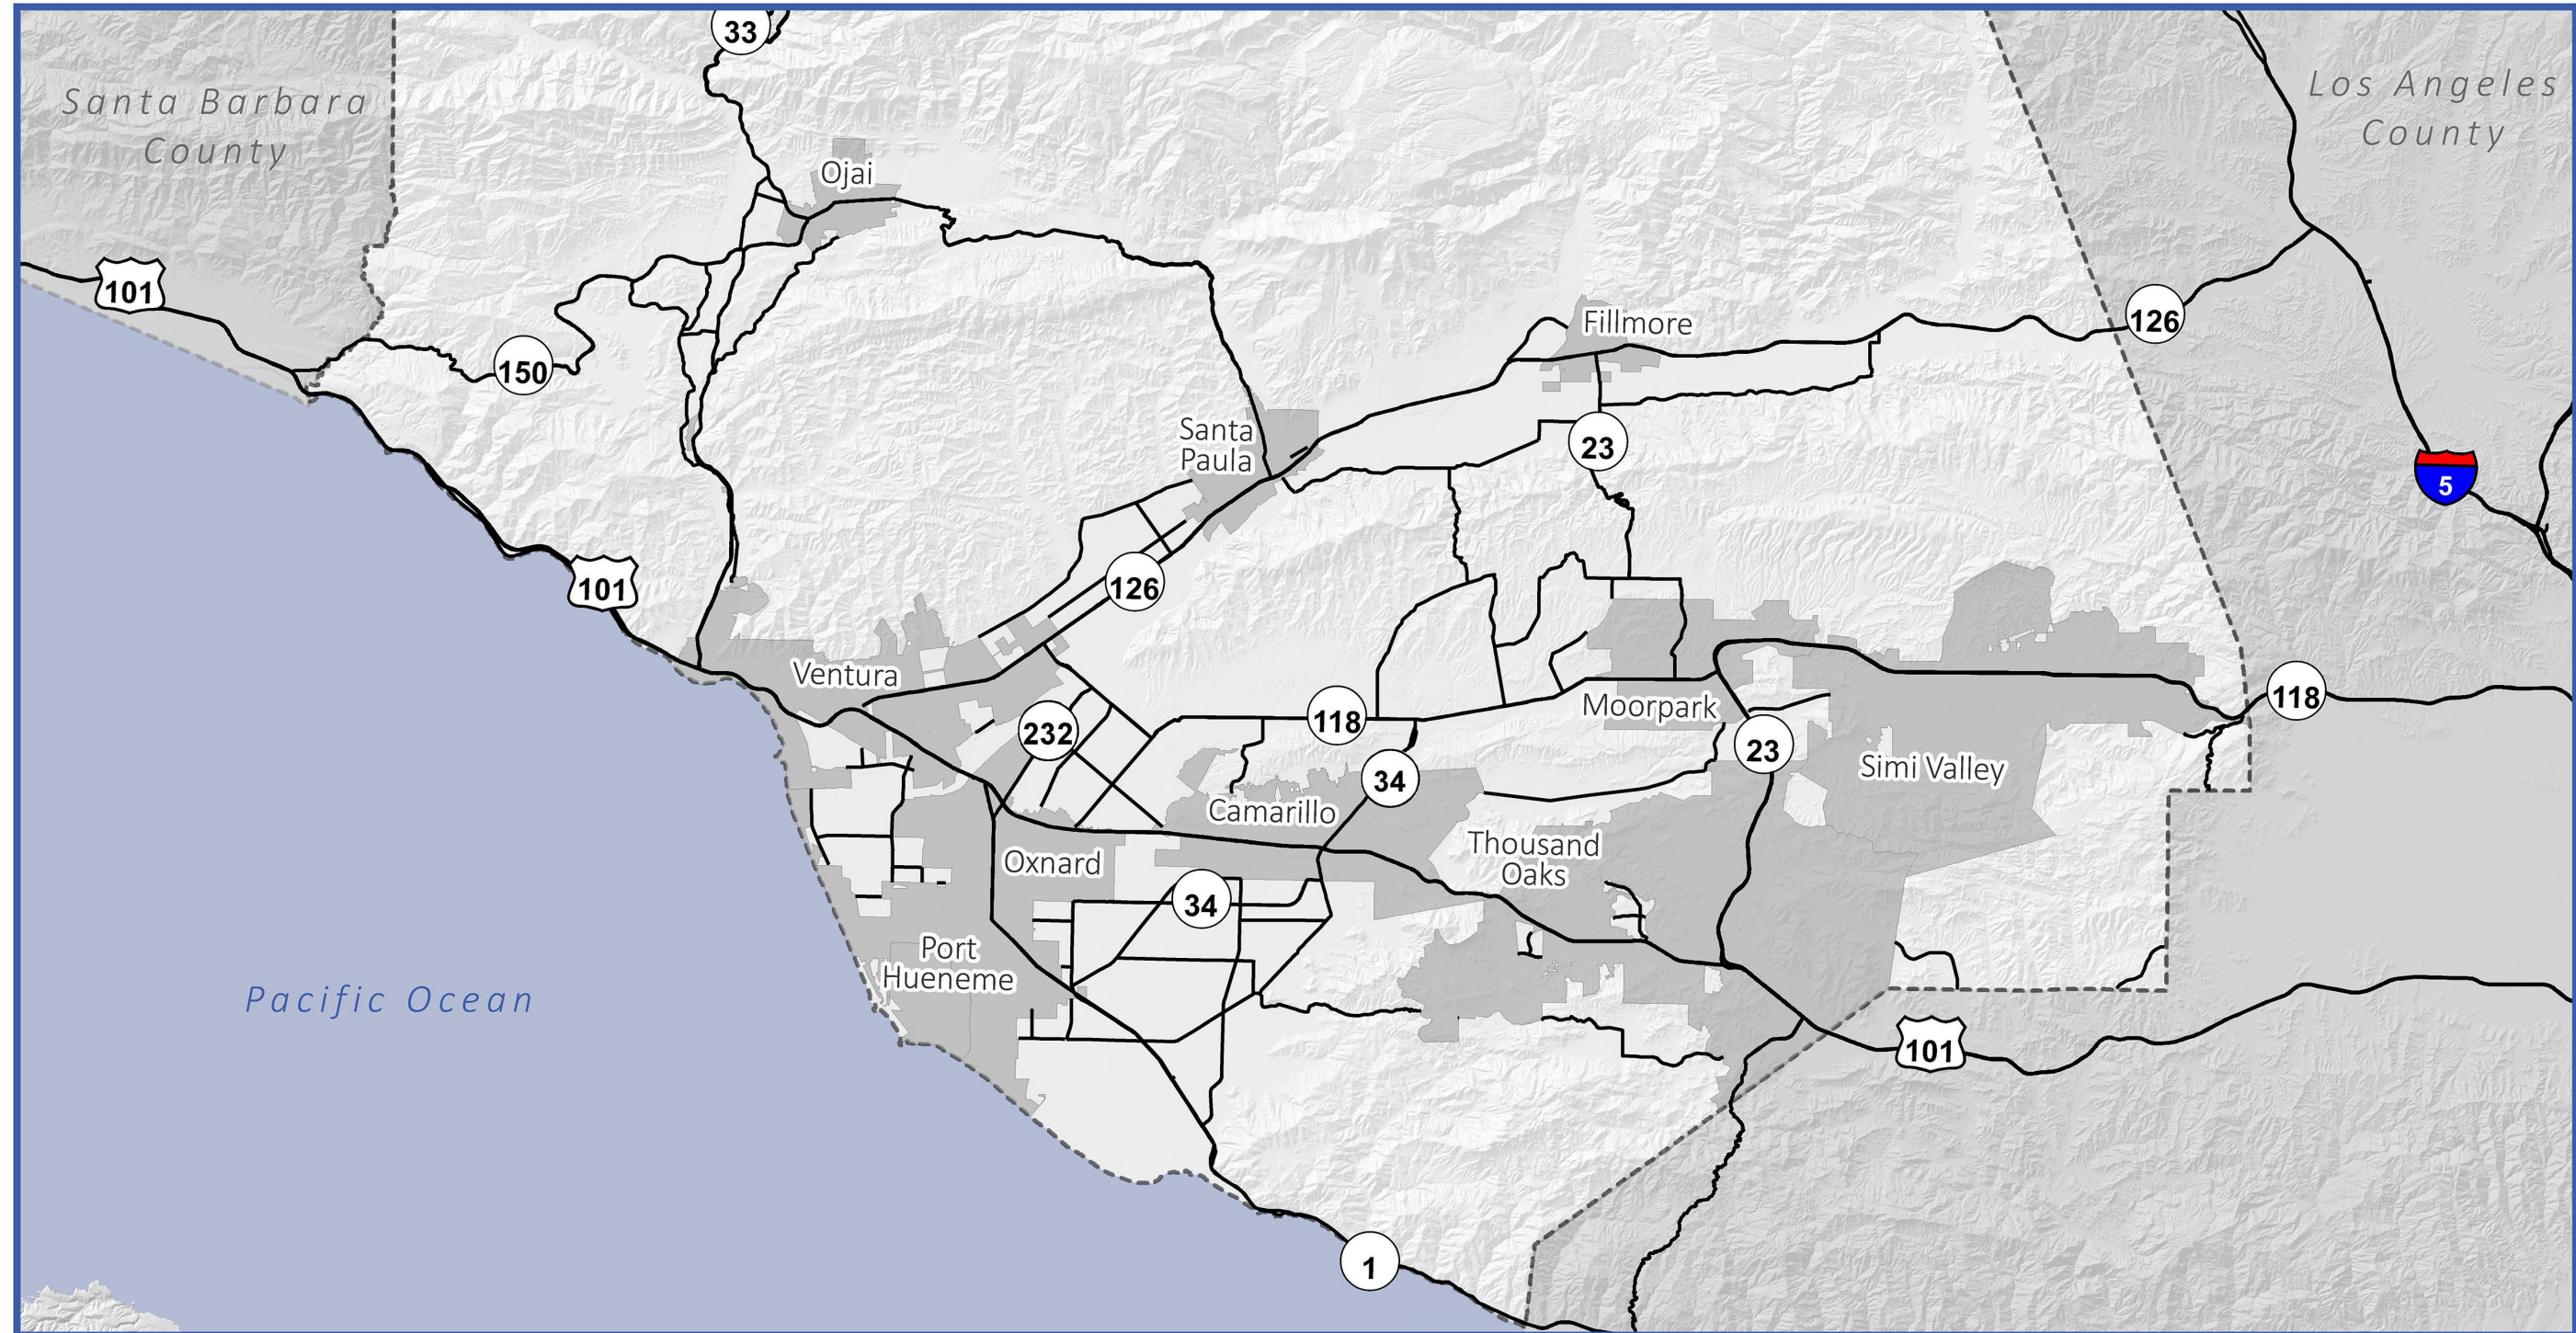 33
Santa Barbara
County
Los Angeles
County
Ojai
101
126
Fillmore
150
Santa
Paula
23
5
101
126
Ventura
118
Moorpark
118
232
23
34
Simi Valley
Camarillo
Thousand
Oaks
Oxnard
34
Port
Hueneme
Pacific Ocean
101
1